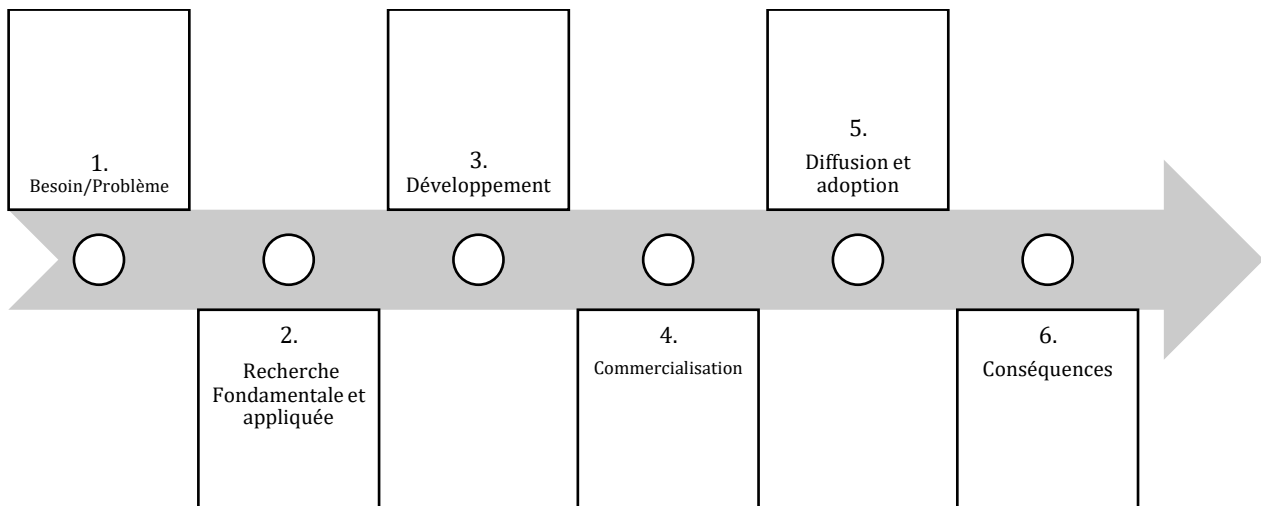 1.
Besoin/Problème
2.
Recherche
Fondamentale et
appliquée
3.
Développement
4.
Commercialisation
5.
Diffusion et
adoption
6.
Conséquences